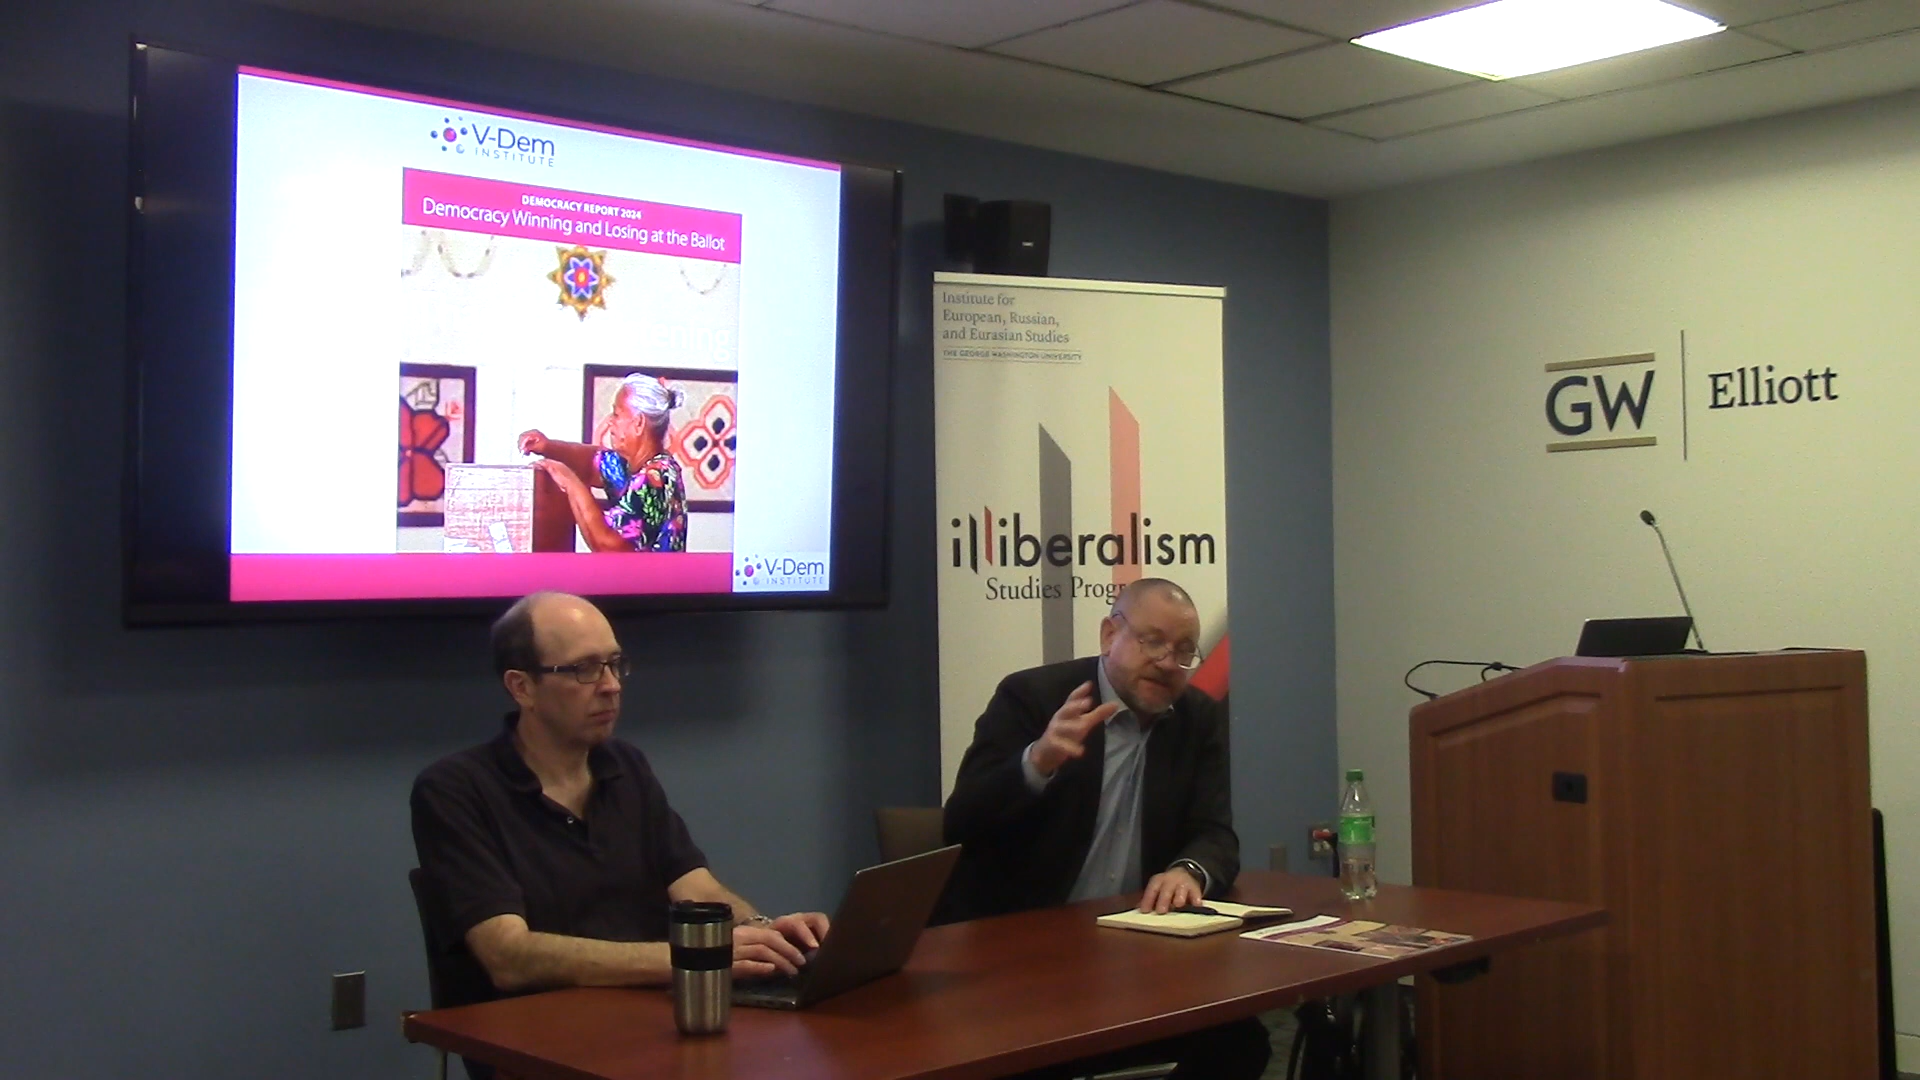 V-Dem
INSTITUTE
DEMOCRACY REPORT 2024
Democracy Winning and Losing at the Ballot
V-Dem
INSTITUTE
Institute for
European, Russian,
and Eurasian Studies
THE GEORGE WASHINGTON UNIVERSITY
illiberalism
Studies Progr
GW
Elliott